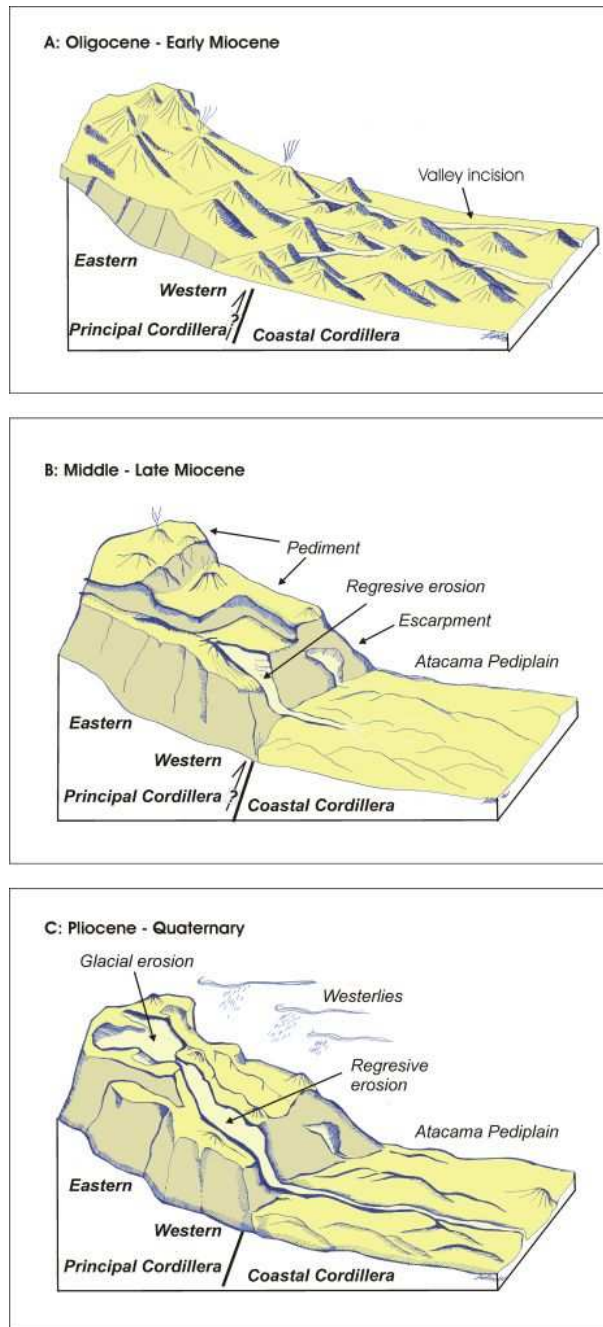 A: Oligocene - Early Miocene
Valley incision
Eastern
Western
Principal Cordillera
?
Coastal Cordillera
B: Middle - Late Miocene
Pediment
Regresive erosion
Escarpment
Atacama Pediplain
Eastern
Western
Principal Cordillera
?
Coastal Cordillera
C: Pliocene - Quaternary
Glacial erosion
Westerlies
Regresive
erosion
Atacama Pediplain
Eastern
Western
Principal Cordillera
Coastal Cordillera